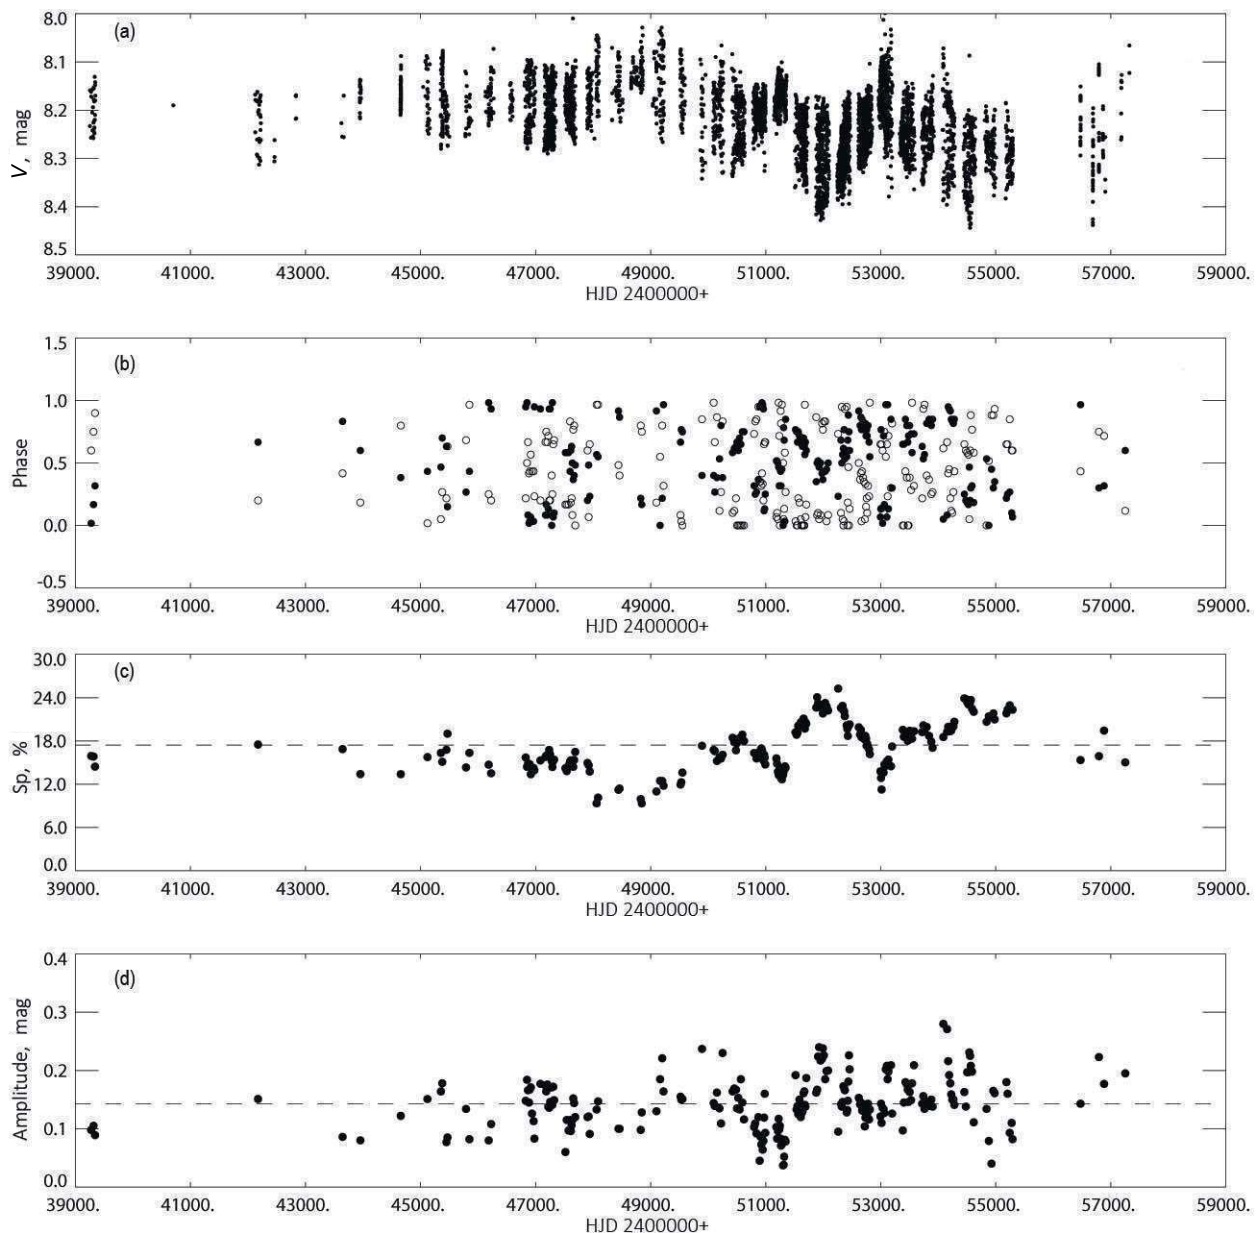 (a)
8.0
8.1
8.2
8.3
8.4
8.5
V, mag
39000. 41000. 43000. 45000. 47000. 49000. 51000. 53000. 55000. 57000. 59000.
HJD 2400000+
(b)
1.5
1.0
0.5
0.0
-0.5
Phase
39000. 41000. 43000. 45000. 47000. 49000. 51000. 53000. 55000. 57000. 59000.
HJD 2400000+
(c)
30.0
24.0
18.0
12.0
6.0
0.0
Sp, %
39000. 41000. 43000. 45000. 47000. 49000. 51000. 53000. 55000. 57000. 59000.
HJD 2400000+
(d)
0.4
0.3
0.2
0.1
0.0
Amplitude, mag
39000. 41000. 43000. 45000. 47000. 49000. 51000. 53000. 55000. 57000. 59000.
HJD 2400000+